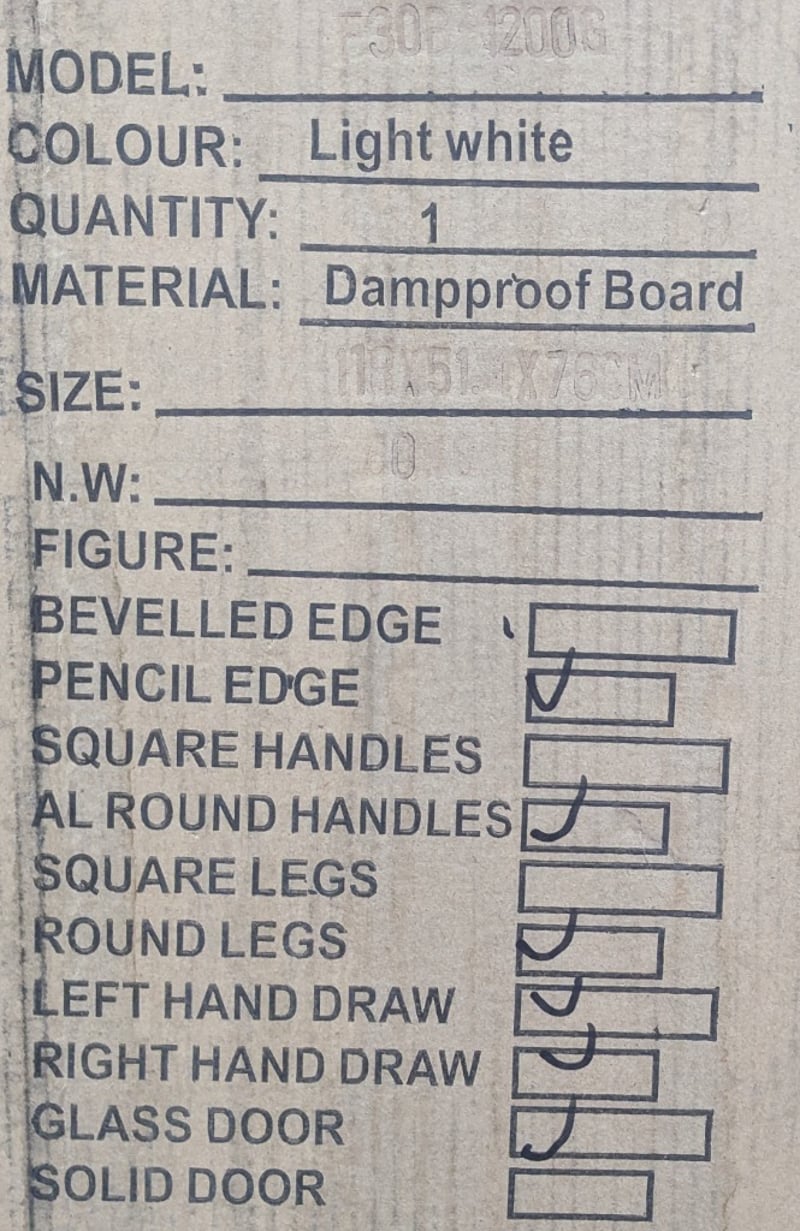 MODEL:
COLOUR: Light white
QUANTITY: 1
MATERIAL: Dampproof Board
SIZE:
N.W:
FIGURE:
BEVELLED EDGE
PENCIL EDGE
SQUARE HANDLES
AL ROUND HANDLES
SQUARE LEGS
ROUND LEGS
LEFT HAND DRAW
RIGHT HAND DRAW
GLASS DOOR
SOLID DOOR